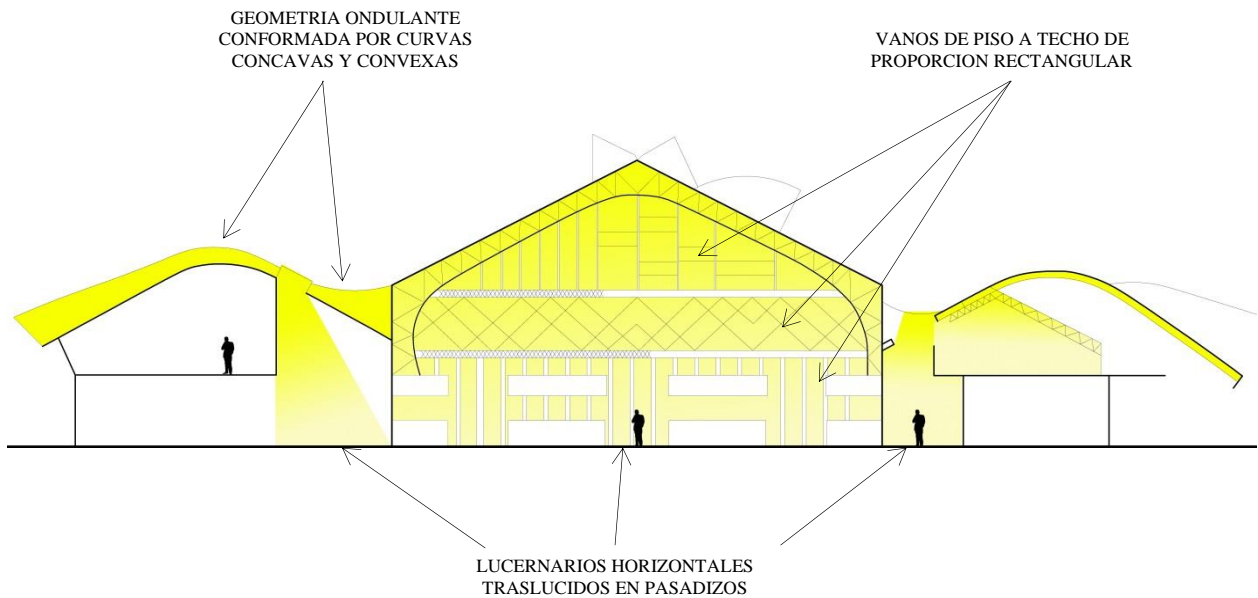 GEOMETRIA ONDULANTE
CONFORMADA POR CURVAS
CONCAVAS Y CONVEXAS
VANOS DE PISO A TECHO DE
PROPORCION RECTANGULAR
LUCERNARIOS HORIZONTALES
TRASLUCIDOS EN PASADIZOS